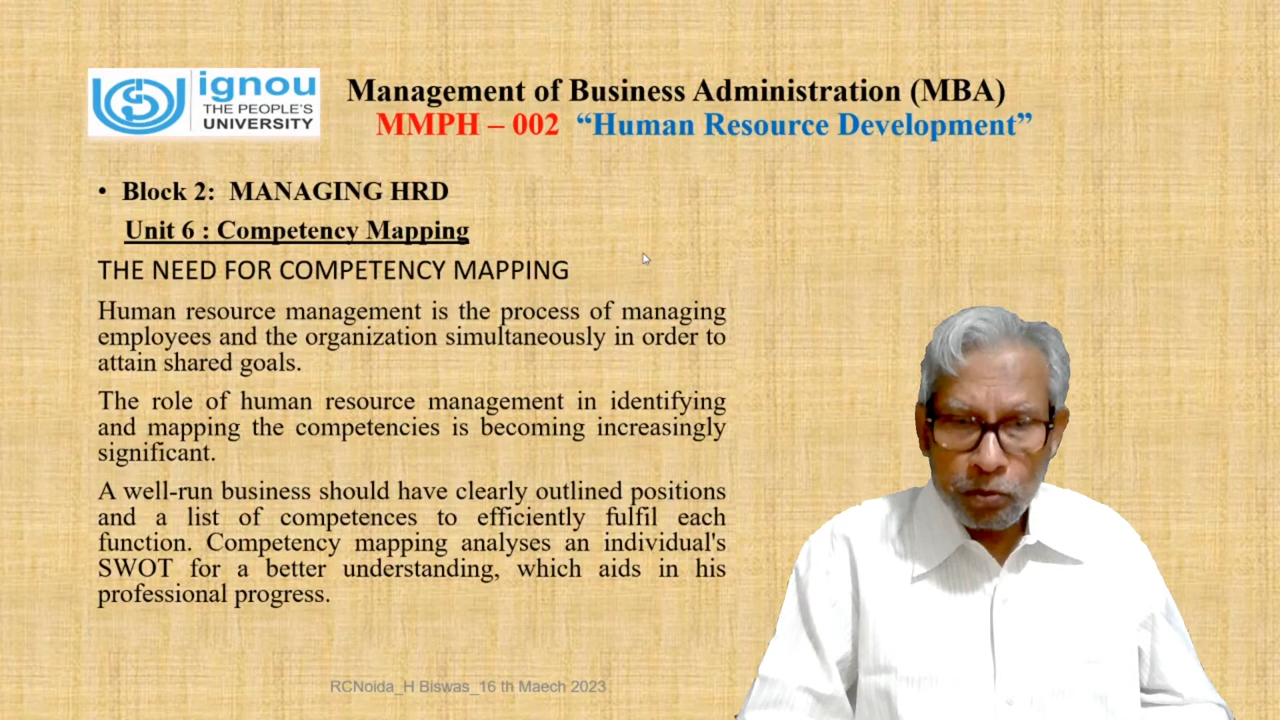 ignou
THE PEOPLE'S
UNIVERSITY
Management of Business Administration (MBA)
MMPH – 002 “Human Resource Development”
• Block 2: MANAGING HRD
Unit 6 : Competency Mapping
THE NEED FOR COMPETENCY MAPPING
Human resource management is the process of managing
employees and the organization simultaneously in order to
attain shared goals.
The role of human resource management in identifying
and mapping the competencies is becoming increasingly
significant.
A well-run business should have clearly outlined positions
and a list of competences to efficiently fulfil each
function. Competency mapping analyses an individual's
SWOT for a better understanding, which aids in his
professional progress.
RCNoida_H Biswas_16 th Maech 2023